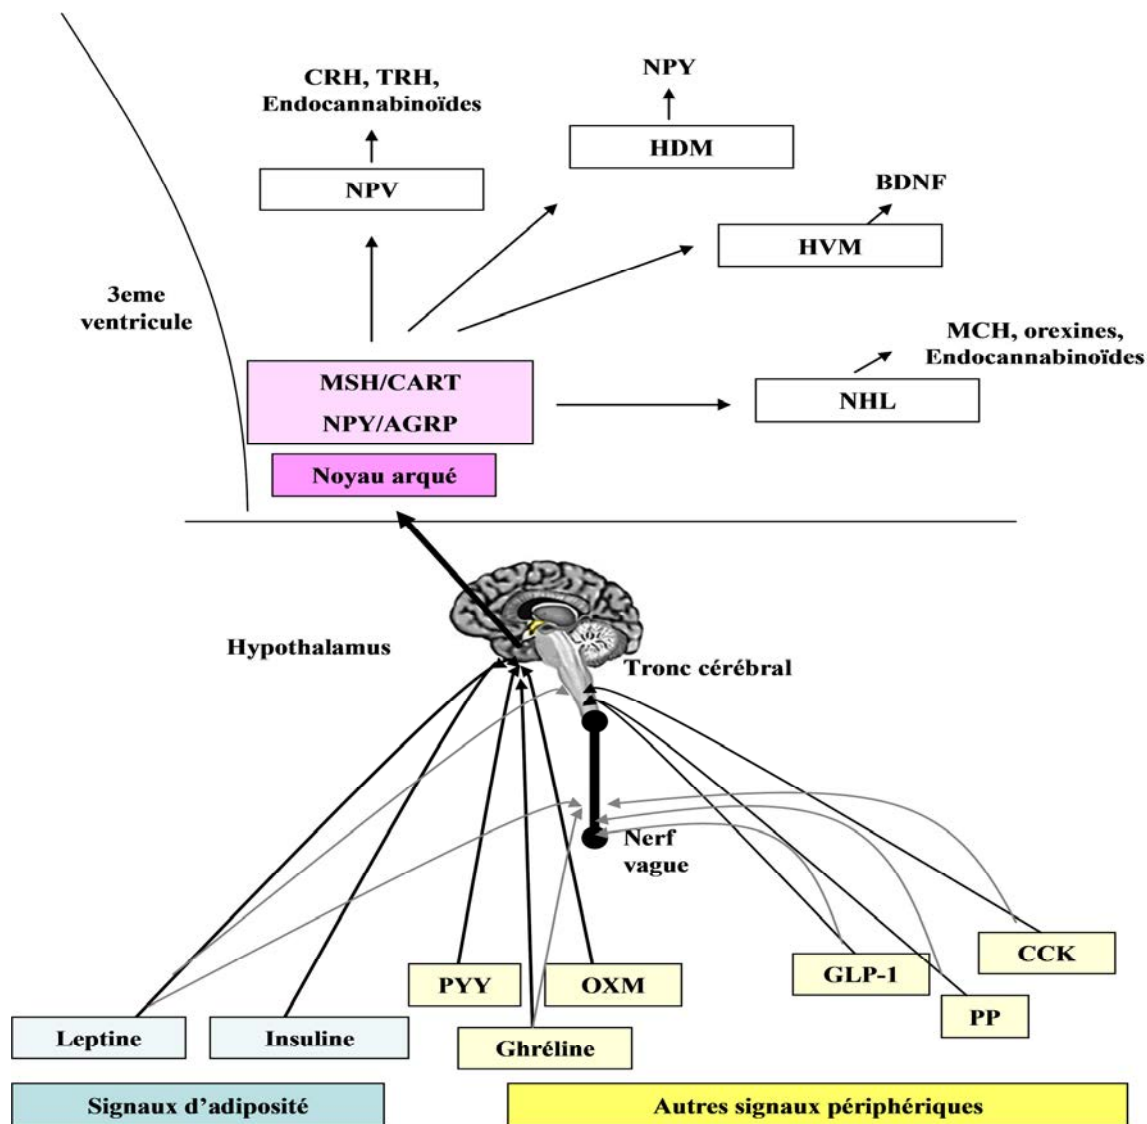 CRH, TRH,
Endocannabinoïdes
NPY
HDM
NPV
BDNF
HVM
3eme
ventricule
MCH, orexines,
Endocannabinoïdes
MSH/CART
NPY/AGRP
NHL
Noyau arqué
Hypothalamus
Tronc cérébral
Nerf
vague
PYY
OXM
GLP-1
CCK
PP
Leptine
Insuline
Ghréline
Signaux d'adiposité
Autres signaux périphériques